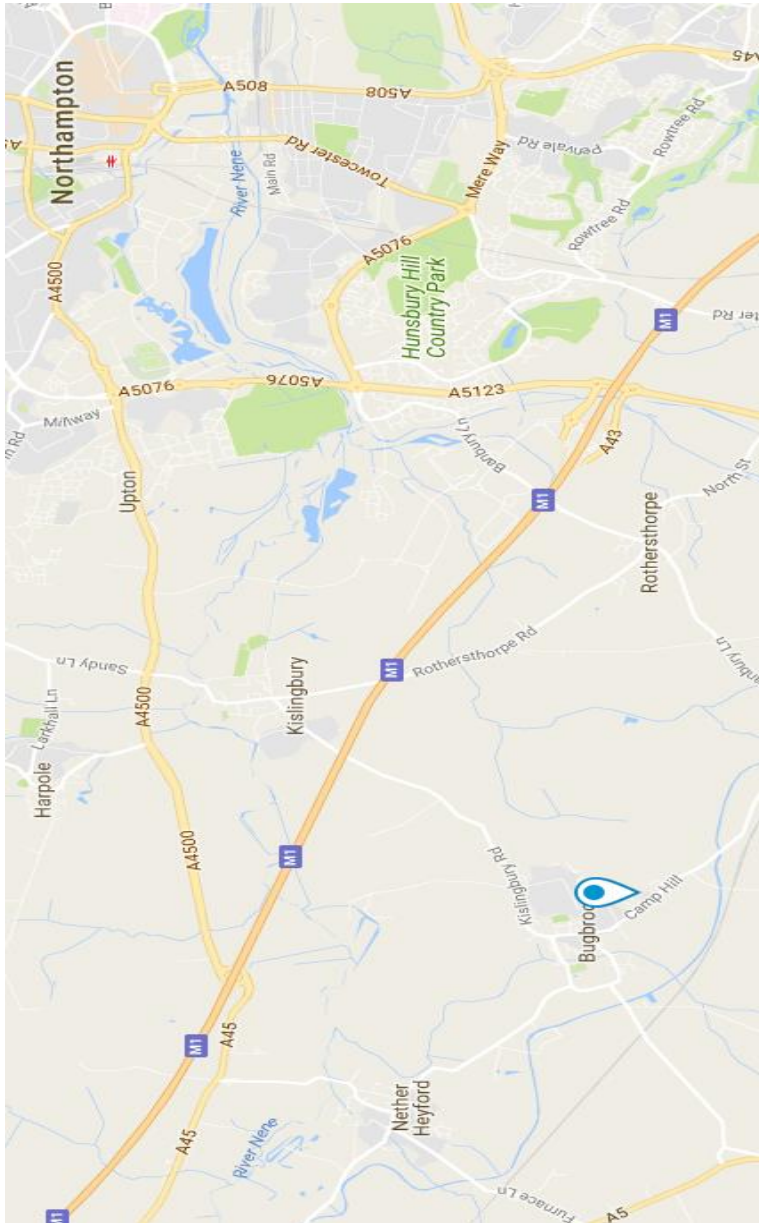 Northampton
A4500
A5076
Millway
Upton
Sandy Ln
Larkhall Ln
Harpole
A4500
A4500
M1
A45
A45
M1
River Nene
Nether
Heyford
Furnace Ln
A5
Kislingbury
M1
M1
Rothersthorpe Rd
Kislingbury Rd
Camp Hill
Rothersthorpe
North St
M1
Banbury Ln
A43
A5123
A5076
Hunsbury Hill
Country Park
A5076
M1
Mere Way
Towcester Rd
Main Rd
River Nene
A508
A508
A45
Penvale Rd
Rowtree Rd
Rowtree Rd